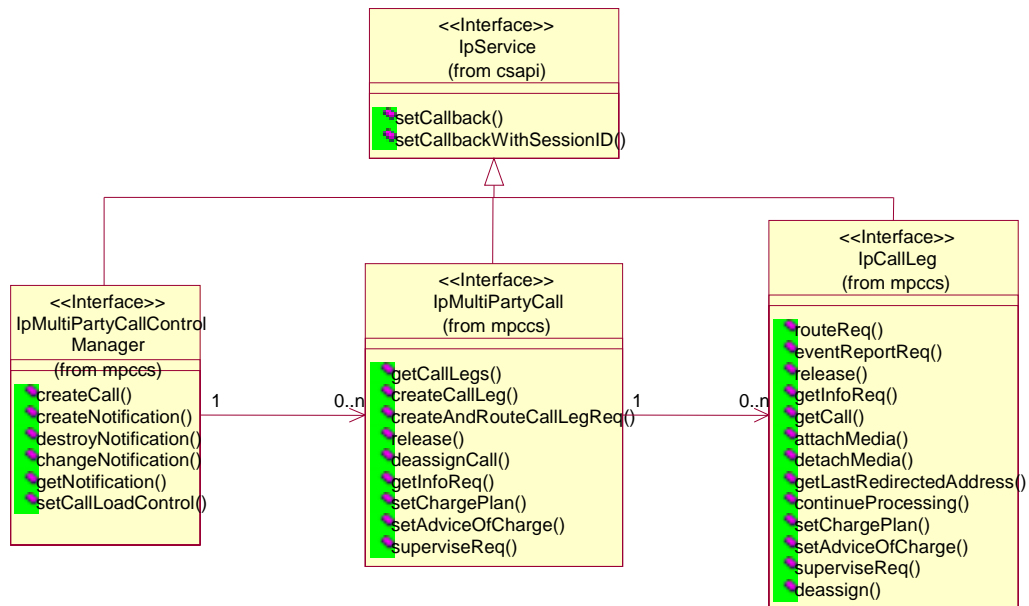 <<Interface>>
IpService
(from csapi)
setCallback()
setCallbackWithSessionID()
<<Interface>>
IpMultiPartyCallControl
Manager
(from mpccs)
createCall()
createNotification()
destroyNotification()
changeNotification()
getNotification()
setCallLoadControl()
1
0..n
<<Interface>>
IpMultiPartyCall
(from mpccs)
getCallLegs()
createCallLeg()
createAndRouteCallLegReq()
release()
deassignCall()
getInfoReq()
setChargePlan()
setAdviceOfCharge()
superviseReq()
1
0..n
<<Interface>>
IpCallLeg
(from mpccs)
routeReq()
eventReportReq()
release()
getInfoReq()
getCall()
attachMedia()
detachMedia()
getLastRedirectedAddress()
continueProcessing()
setChargePlan()
setAdviceOfCharge()
superviseReq()
deassign()